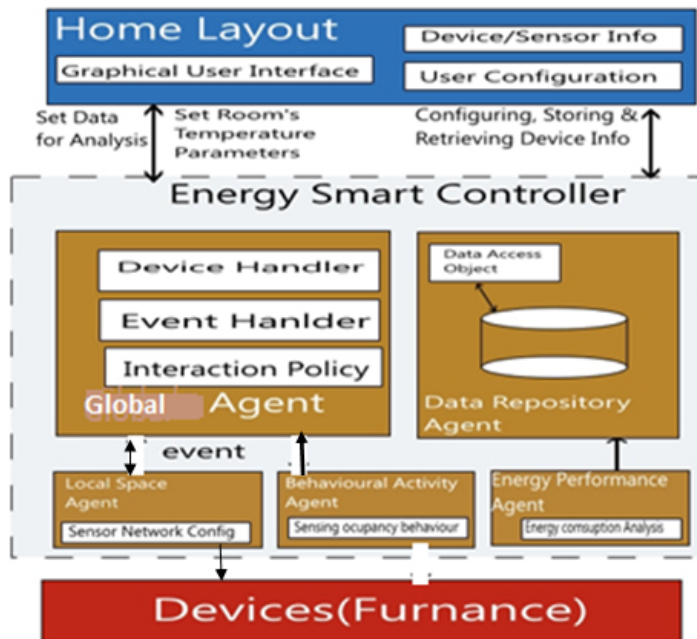 Home Layout
Graphical User Interface
Device/Sensor Info
User Configuration
Set Data
for Analysis
Set Room's
Temperature
Parameters
Configuring, Storing &
Retrieving Device Info
Energy Smart Controller
Device Handler
Event Hanlder
Interaction Policy
Global Agent
Data Access
Object
Data Repository
Agent
event
Local Space
Agent
Sensor Network Config
Behavioural Activity
Agent
Sensing ocupancy behaviour
Energy Performance
Agent
Energy comsuption Analysis
Devices(Furnance)